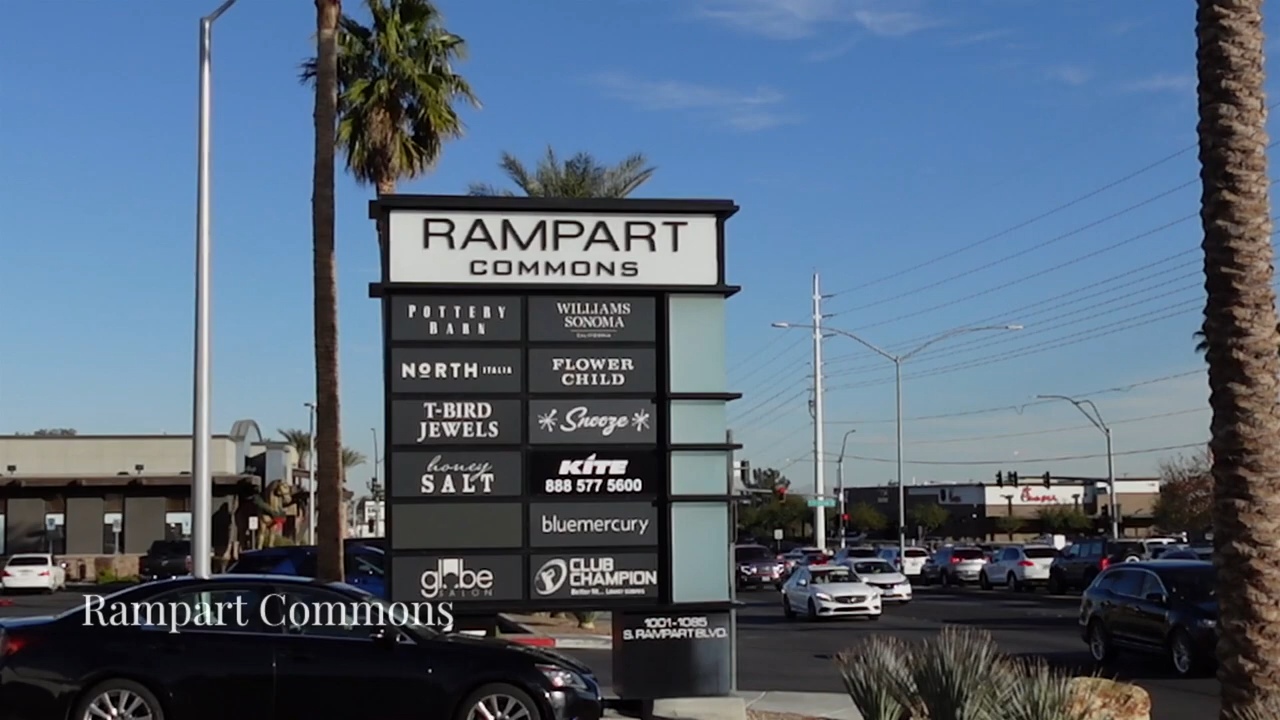 RAMPART
COMMONS
POTTERY
BARN
WILLIAMS
SONOMA
CALIFORNIA
NORTH ITALIA
FLOWER
CHILD
T-BIRD
JEWELS
Snooze
honey
SALT
KITE
888 577 5600
bluemercury
globe
SALON
CLUB
CHAMPION
1001-1085
S. RAMPART BLVD.
Rampart Commons